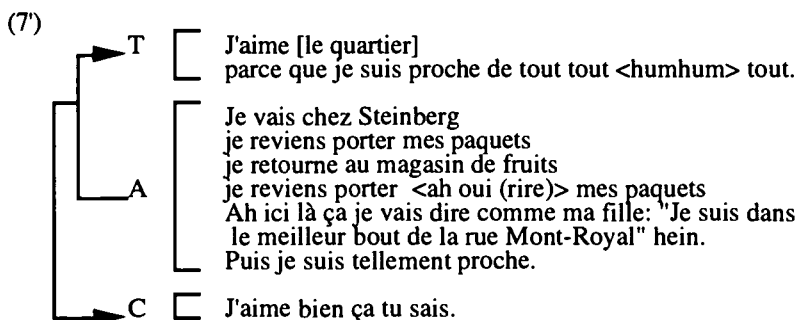 (7')
T J'aime [le quartier]
parce que je suis proche de tout tout <humhum> tout.
Je vais chez Steinberg
je reviens porter mes paquets
je retourne au magasin de fruits
A je reviens porter <ah oui (rire)> mes paquets
Ah ici là ça je vais dire comme ma fille: "Je suis dans
le meilleur bout de la rue Mont-Royal" hein.
Puis je suis tellement proche.
C J'aime bien ça tu sais.